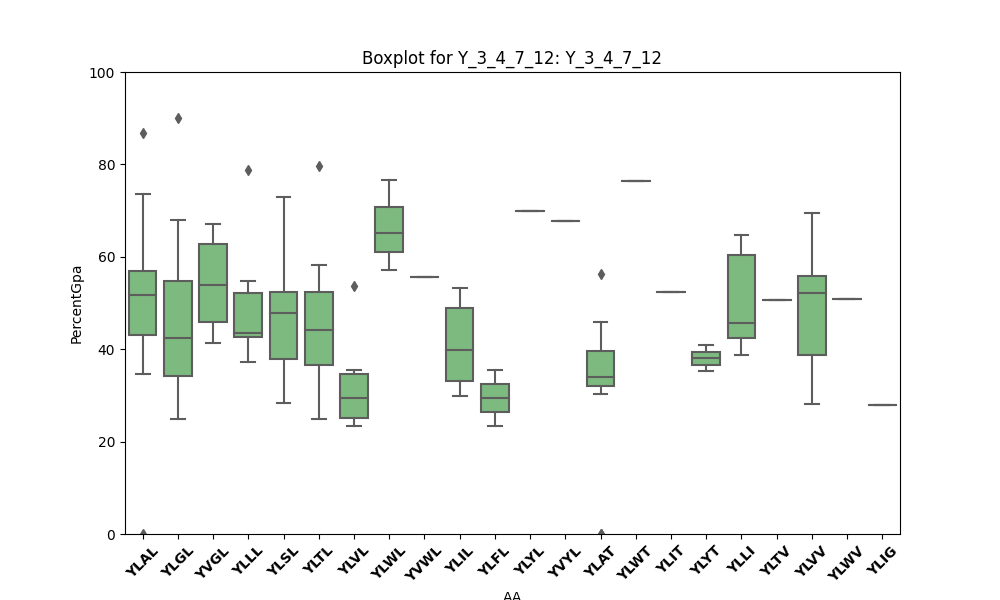 Boxplot for Y_3_4_7_12: Y_3_4_7_12
100
80
60
40
20
0
PercentGpa
YLAL
YLGL
YVGL
YLLL
YLSL
YLTL
YLVL
YLWL
YVWL
YLIL
YLFL
YLYL
YVYL
YLAT
YLWT
YLIT
YLYT
YLLI
YLTV
YLVV
YLWV
YLIG
AA